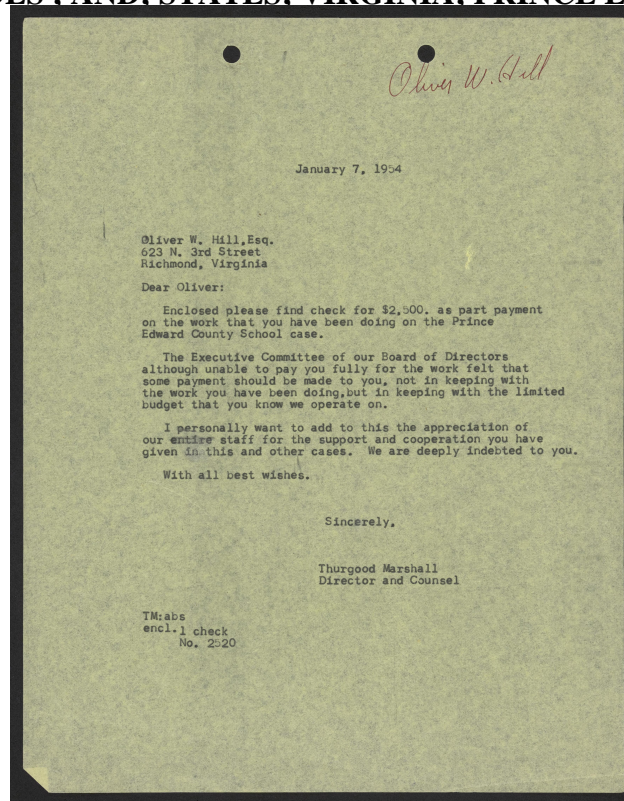 AND, STATES, VIRGINIA, PRINCE
Oliver W. Hill
January 7, 1954
Oliver W. Hill,Esq.
623 N. 3rd Street
Richmond, Virginia
Dear Oliver:
Enclosed please find check for $2,500. as part payment
on the work that you have been doing on the Prince
Edward County School case.
The Executive Committee of our Board of Directors
although unable to pay you fully for the work felt that
some payment should be made to you, not in keeping with
the work you have been doing,but in keeping with the limited
budget that you know we operate on.
I personally want to add to this the appreciation of
our entire staff for the support and cooperation you have
given in this and other cases. We are deeply indebted to you.
With all best wishes.
Sincerely,
Thurgood Marshall
Director and Counsel
TM:abs
encl.1 check
No. 2520